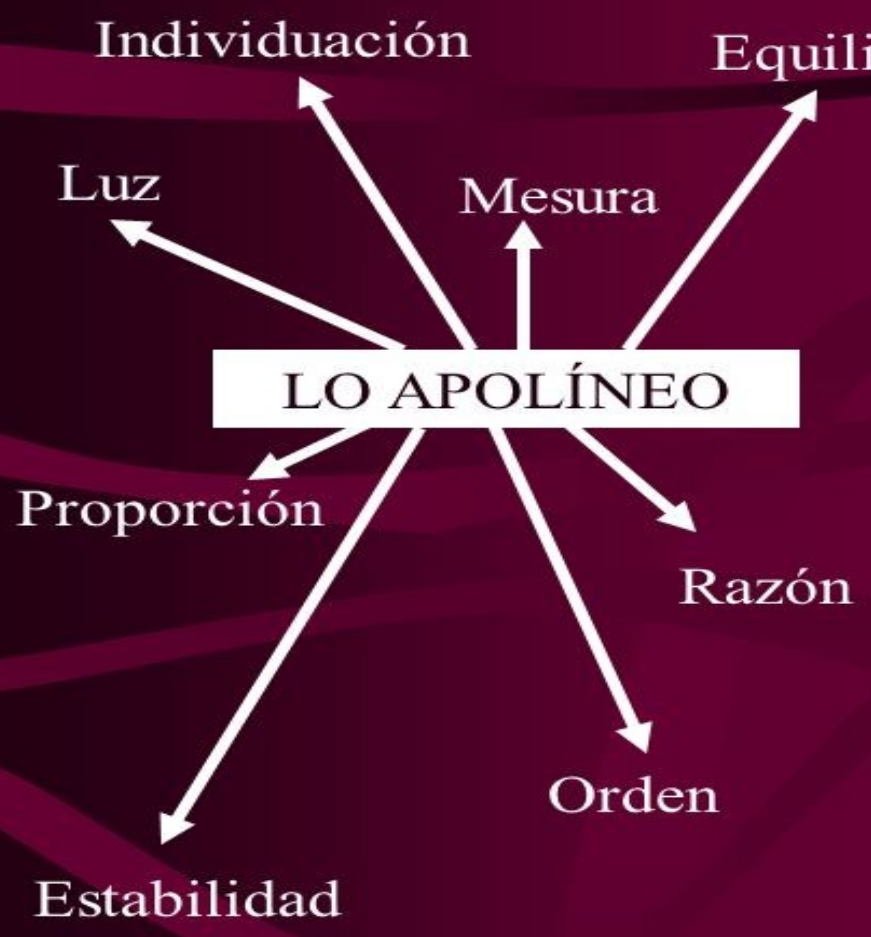 Individuación
Equili
Luz
Mesura
LO APOLÍNEO
Proporción
Razón
Orden
Estabilidad